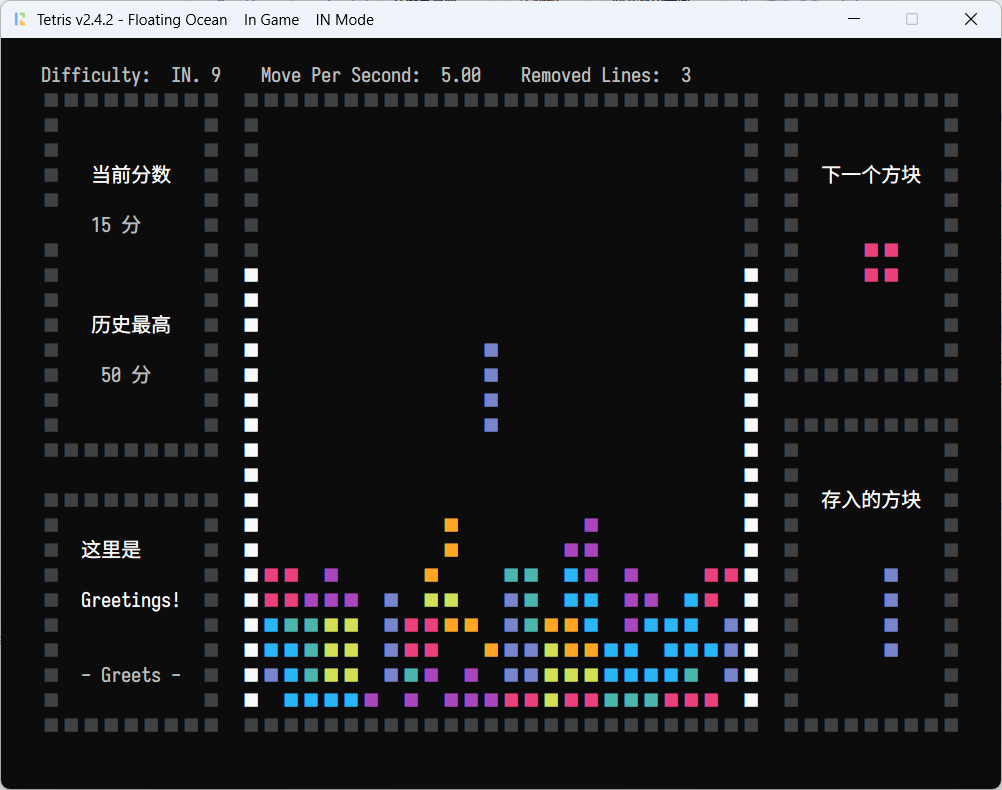 Tetris v2.4.2 - Floating Ocean    In Game    IN Mode
Difficulty:  IN. 9    Move Per Second:  5.00    Removed Lines:  3
当前分数
15 分
历史最高
50 分
这里是
Greetings!
- Greets -
下一个方块
存入的方块